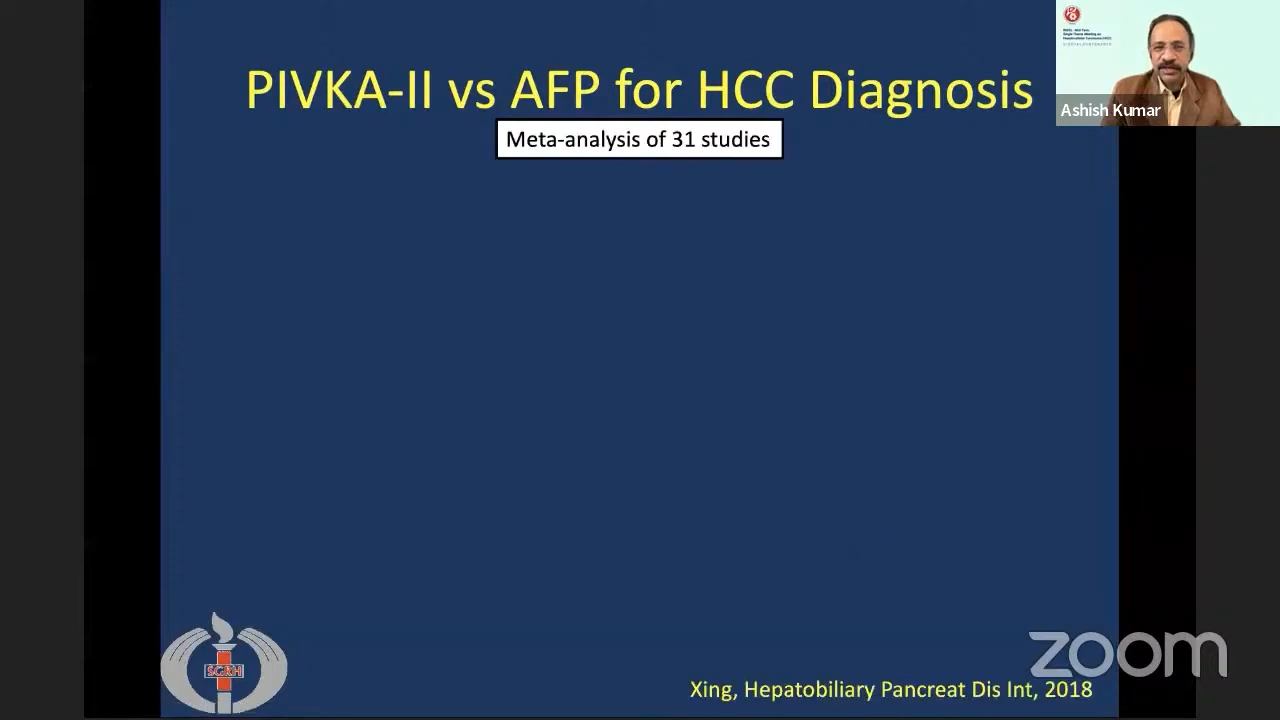 PIVKA-II vs AFP for HCC Diagnosis
Meta-analysis of 31 studies
Ashish Kumar
SGRH
zoom
Xing, Hepatobiliary Pancreat Dis Int, 2018